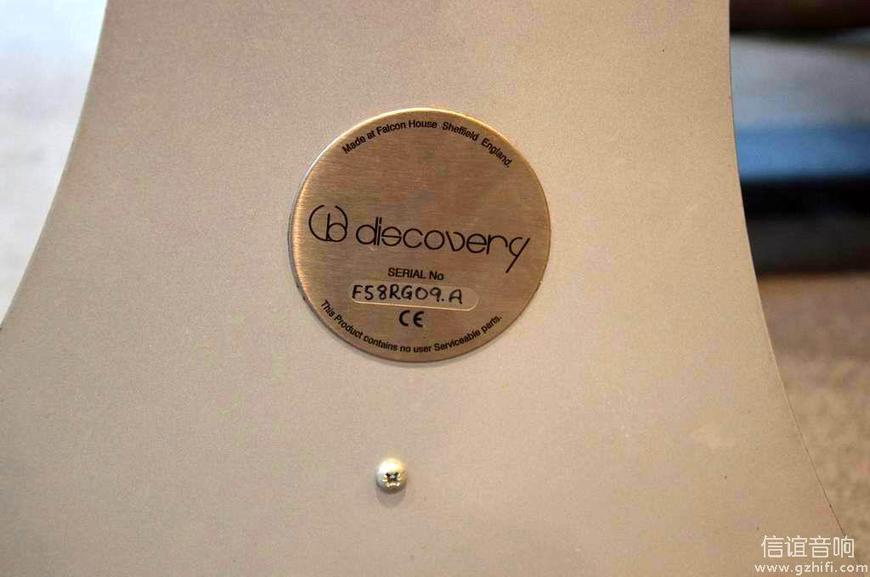 Made at Falcon House Sheffield England.
discovery
SERIAL No
F58RG09.A
CE
This Product contains no user Serviceable parts.
信谊音响
www.gzhifi.com